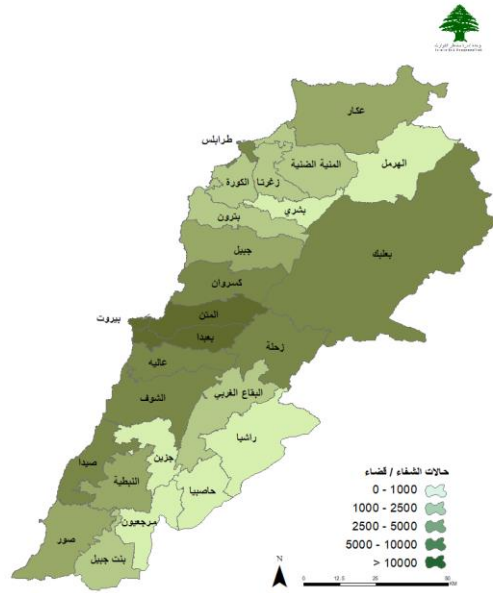 عكار
طرابلس
المنية الضنية
الهرمل
زغرتا
الكورة
بشري
بترون
جبيل
بعلبك
كسروان
المتن
بيروت
بعبدا
زحلة
عاليه
الشوف
البقاع الغربي
جزين
راشيا
صيدا
النبطية
حاصبيا
مرجعيون
صور
بنت جبيل
حالات الشفاء / قضاء
0 - 1000
1000 - 2500
2500 - 5000
5000 - 10000
> 10000
N
0 12.5 25 50
KM